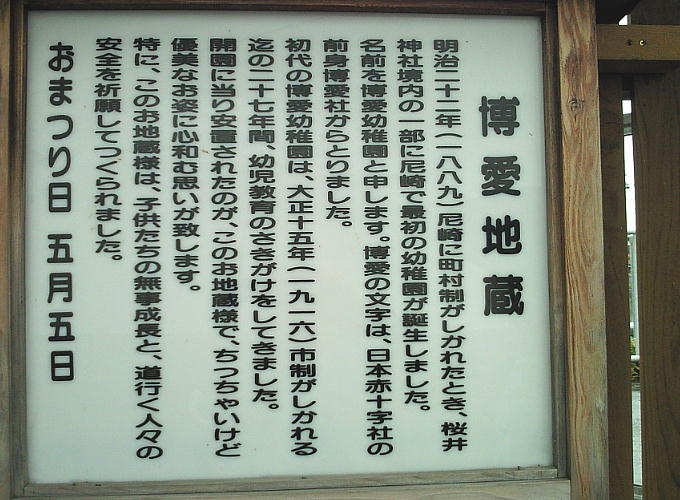 博愛地蔵
明治二十二年(一八八九)尼崎に町村制がしかれたとき、桜井
神社境内の一部に尼崎で最初の幼稚園が誕生しました。
名前を博愛幼稚園と申します。博愛の文字は、日本赤十字社の
前身博愛社からとりました。
初代の博愛幼稚園は、大正十五年(一九一六)市制がしかれる
迄の二十七年間、幼児教育のさきがけをしてきました。
開園に当り安置されたのが、このお地蔵様で、ちっちゃいけど
優美なお姿に心和む思いが致します。
特に、このお地蔵様は、子供たちの無事成長と、道行く人々の
安全を祈願してつくられました。
おまつり日 五月五日